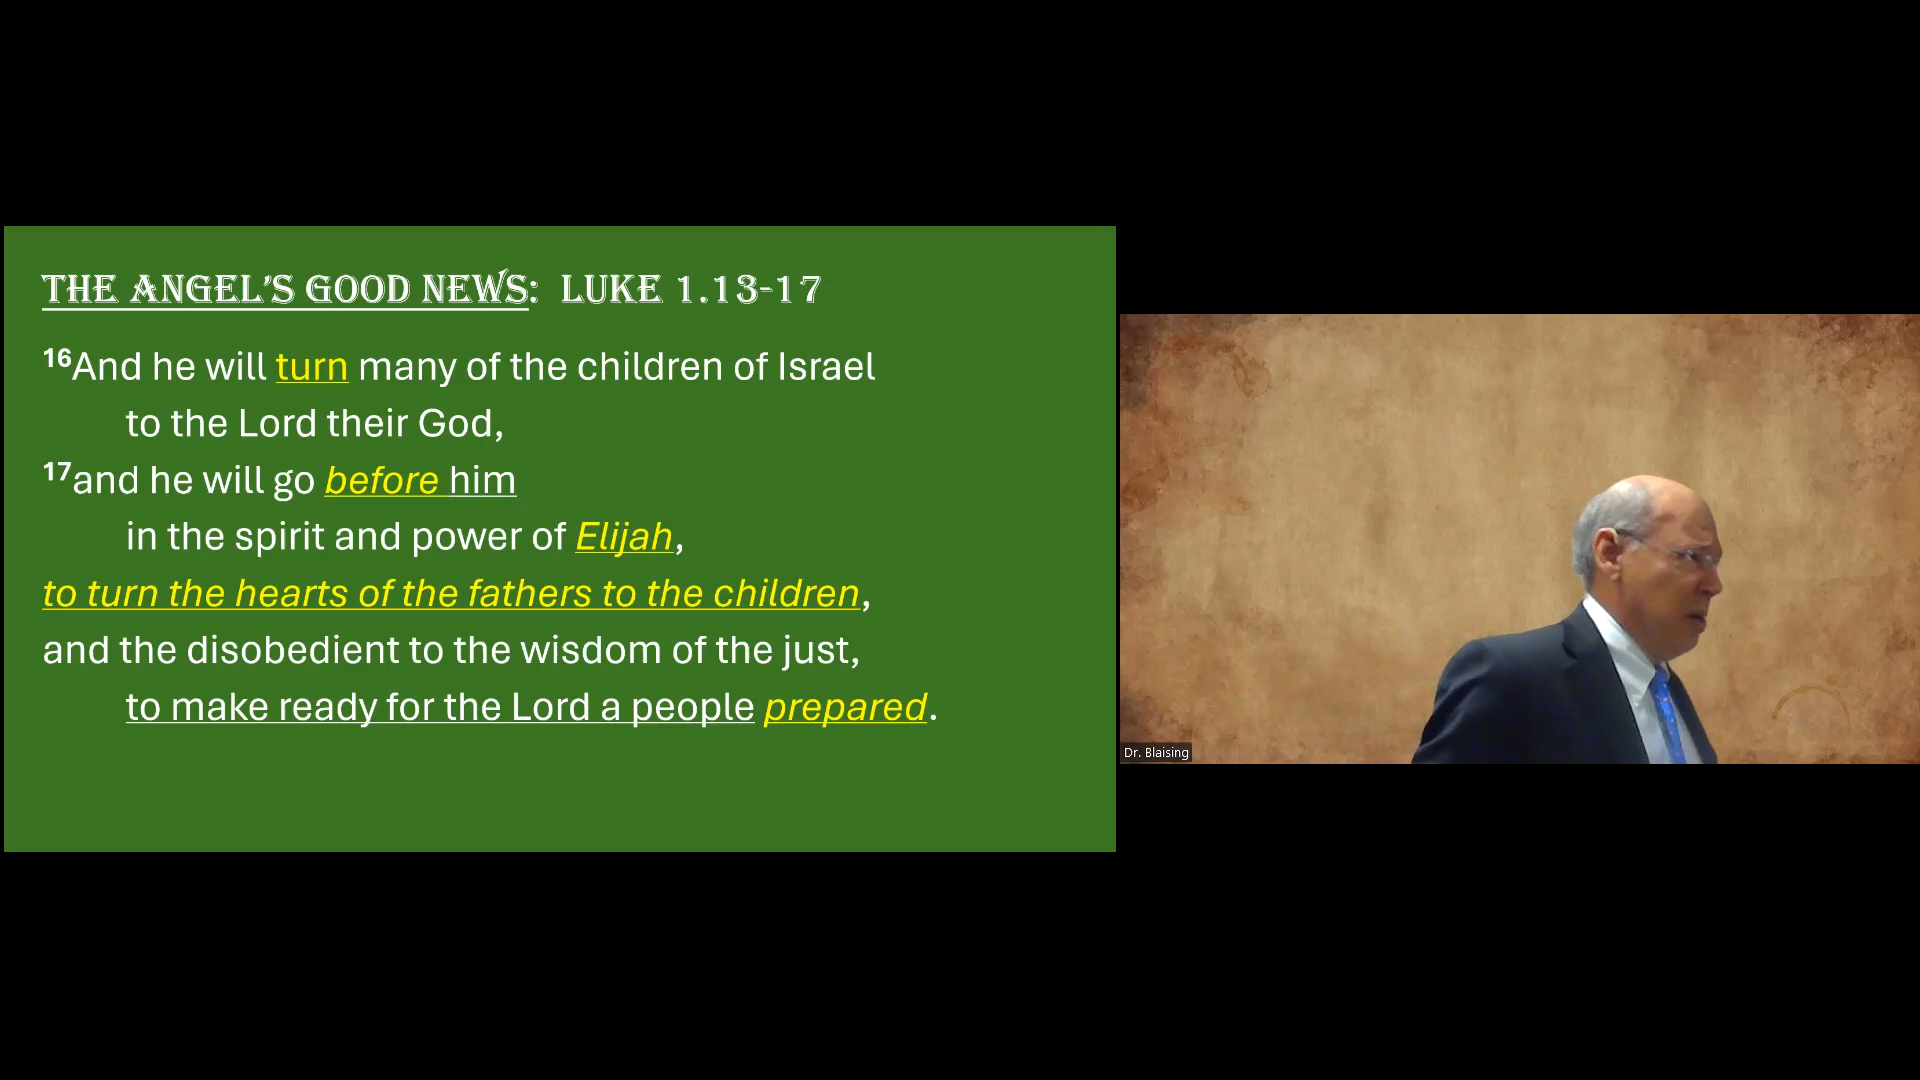 THE ANGEL’S GOOD NEWS: LUKE 1.13-17
16And he will turn many of the children of Israel
to the Lord their God,
17and he will go before him
in the spirit and power of Elijah,
to turn the hearts of the fathers to the children,
and the disobedient to the wisdom of the just,
to make ready for the Lord a people prepared.
Dr. Blaising